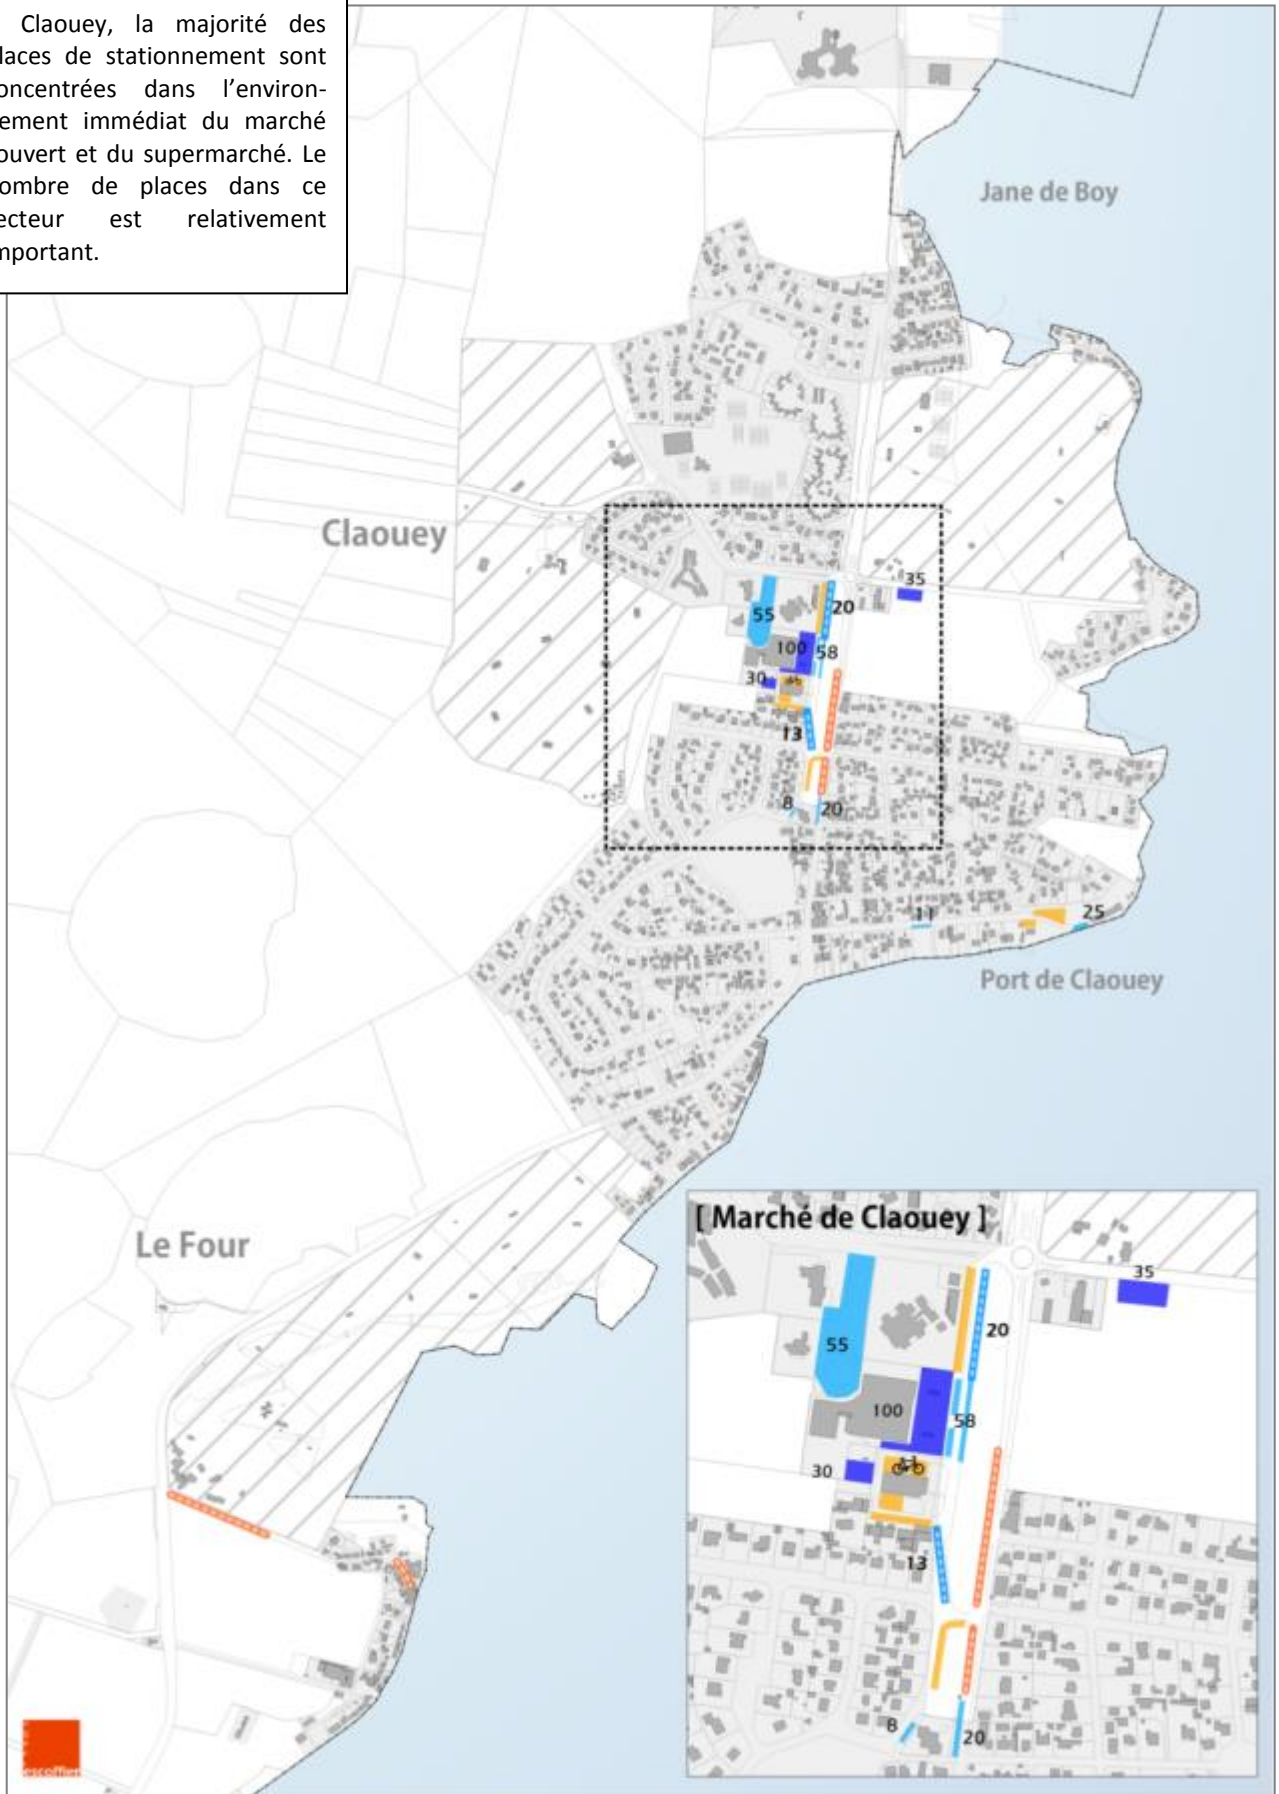 Claouey, la majorité des
laces de stationnement sont
oncentrées dans l’environ-
ement immédiat du marché
ouvert et du supermarché. Le
ombre de places dans ce
ecteur est relativement
mportant.
Jane de Boy
Claouey
35
55
20
100
58
30
13
8
20
11
25
Port de Claouey
Le Four
[ Marché de Claouey ]
35
20
55
100
58
30
13
8
20
escoffier